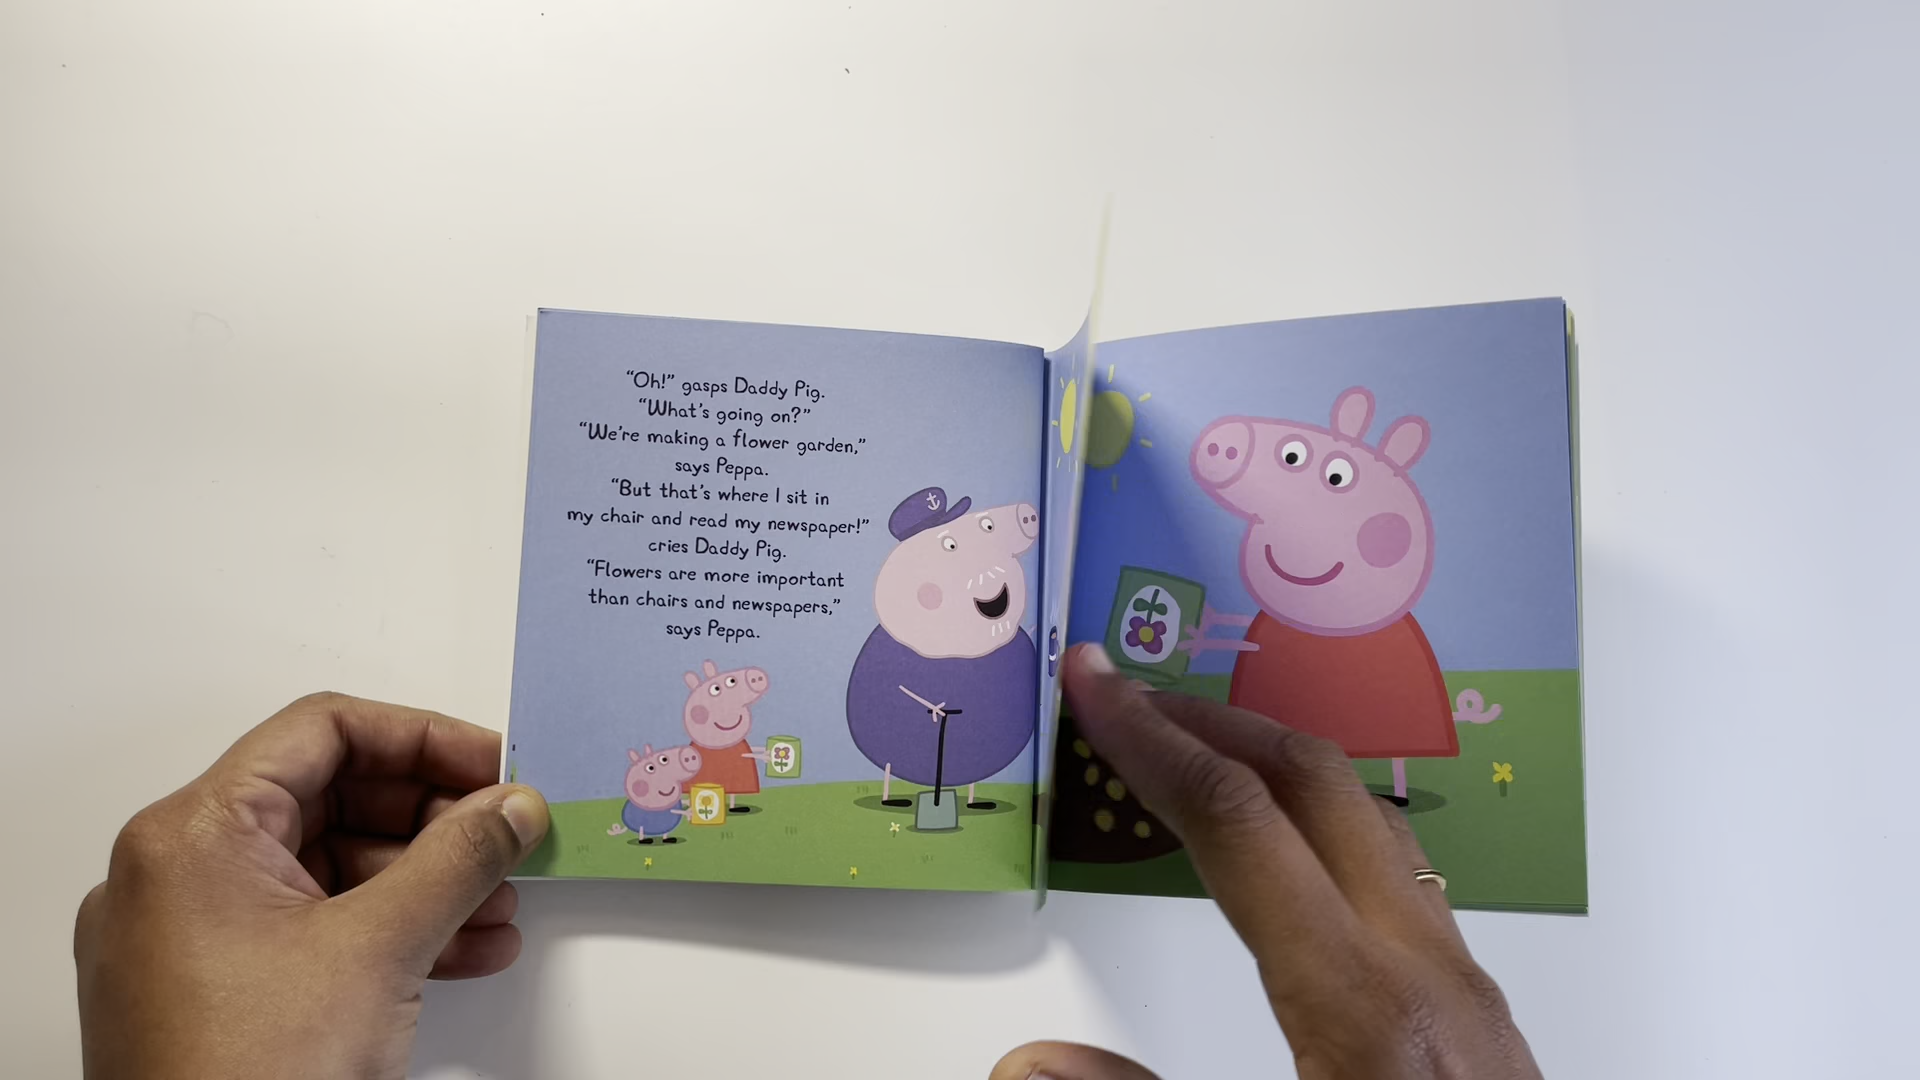 “Oh!” gasps Daddy Pig.
“What’s going on?”
“We’re making a flower garden,”
says Peppa.
“But that’s where I sit in
my chair and read my newspaper!”
cries Daddy Pig.
“Flowers are more important
than chairs and newspapers,”
says Peppa.